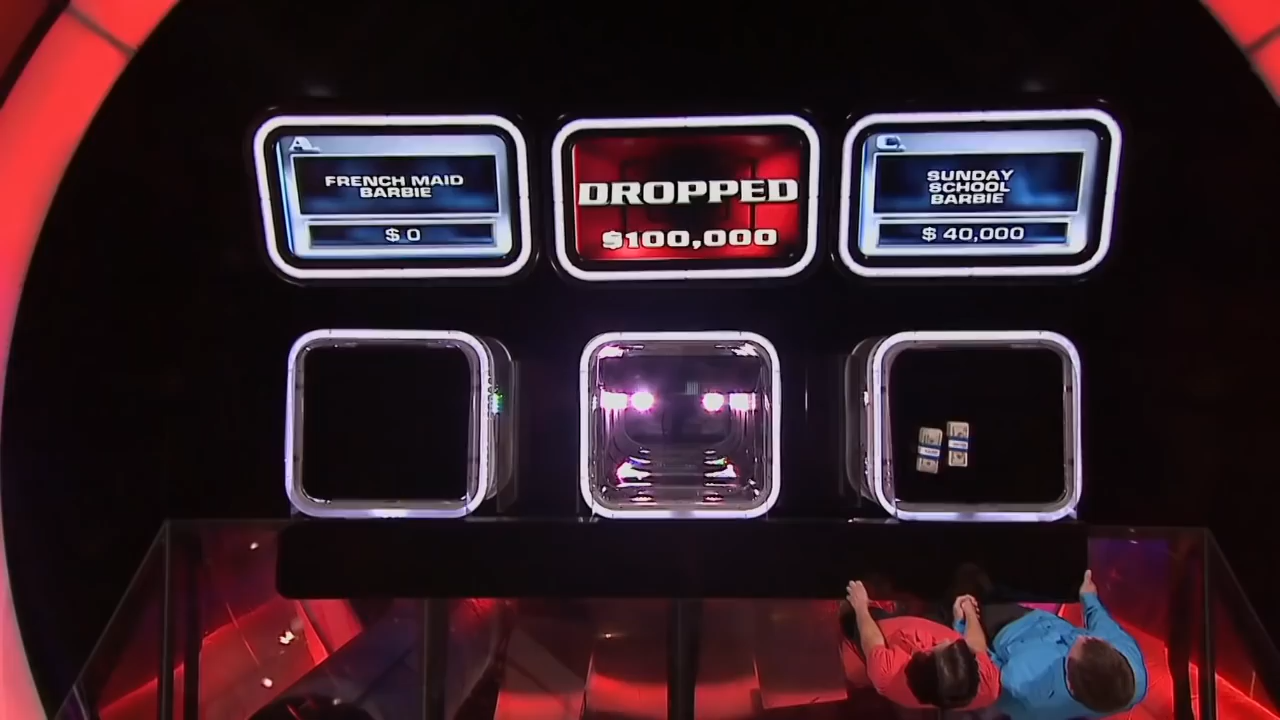 A.
FRENCH MAID
BARBIE
$ 0
DROPPED
$100,000
C.
SUNDAY
SCHOOL
BARBIE
$ 40,000